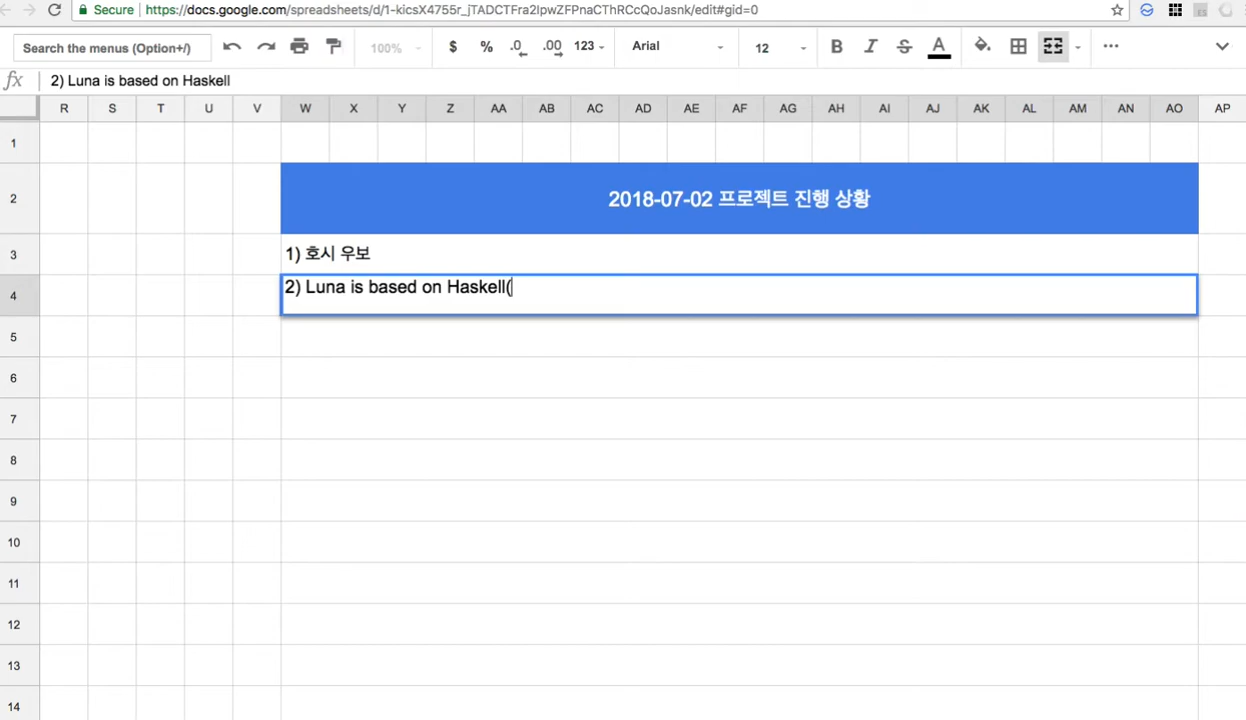 Secure https://docs.google.com/spreadsheets/d/1-kicsX4755r_jTADCTFra2lpwZFPnaCThRCcQoJasnk/edit#gid=0
Search the menus (Option+/) 100% $ % .0 .00 123 Arial 12 B I S A
fx 2) Luna is based on Haskell
R S T U V W X Y Z AA AB AC AD AE AF AG AH AI AJ AK AL AM AN AO AP
1
2 2018-07-02 프로젝트 진행 상황
3 1) 호시 우보
4 2) Luna is based on Haskell(
5
6
7
8
9
10
11
12
13
14